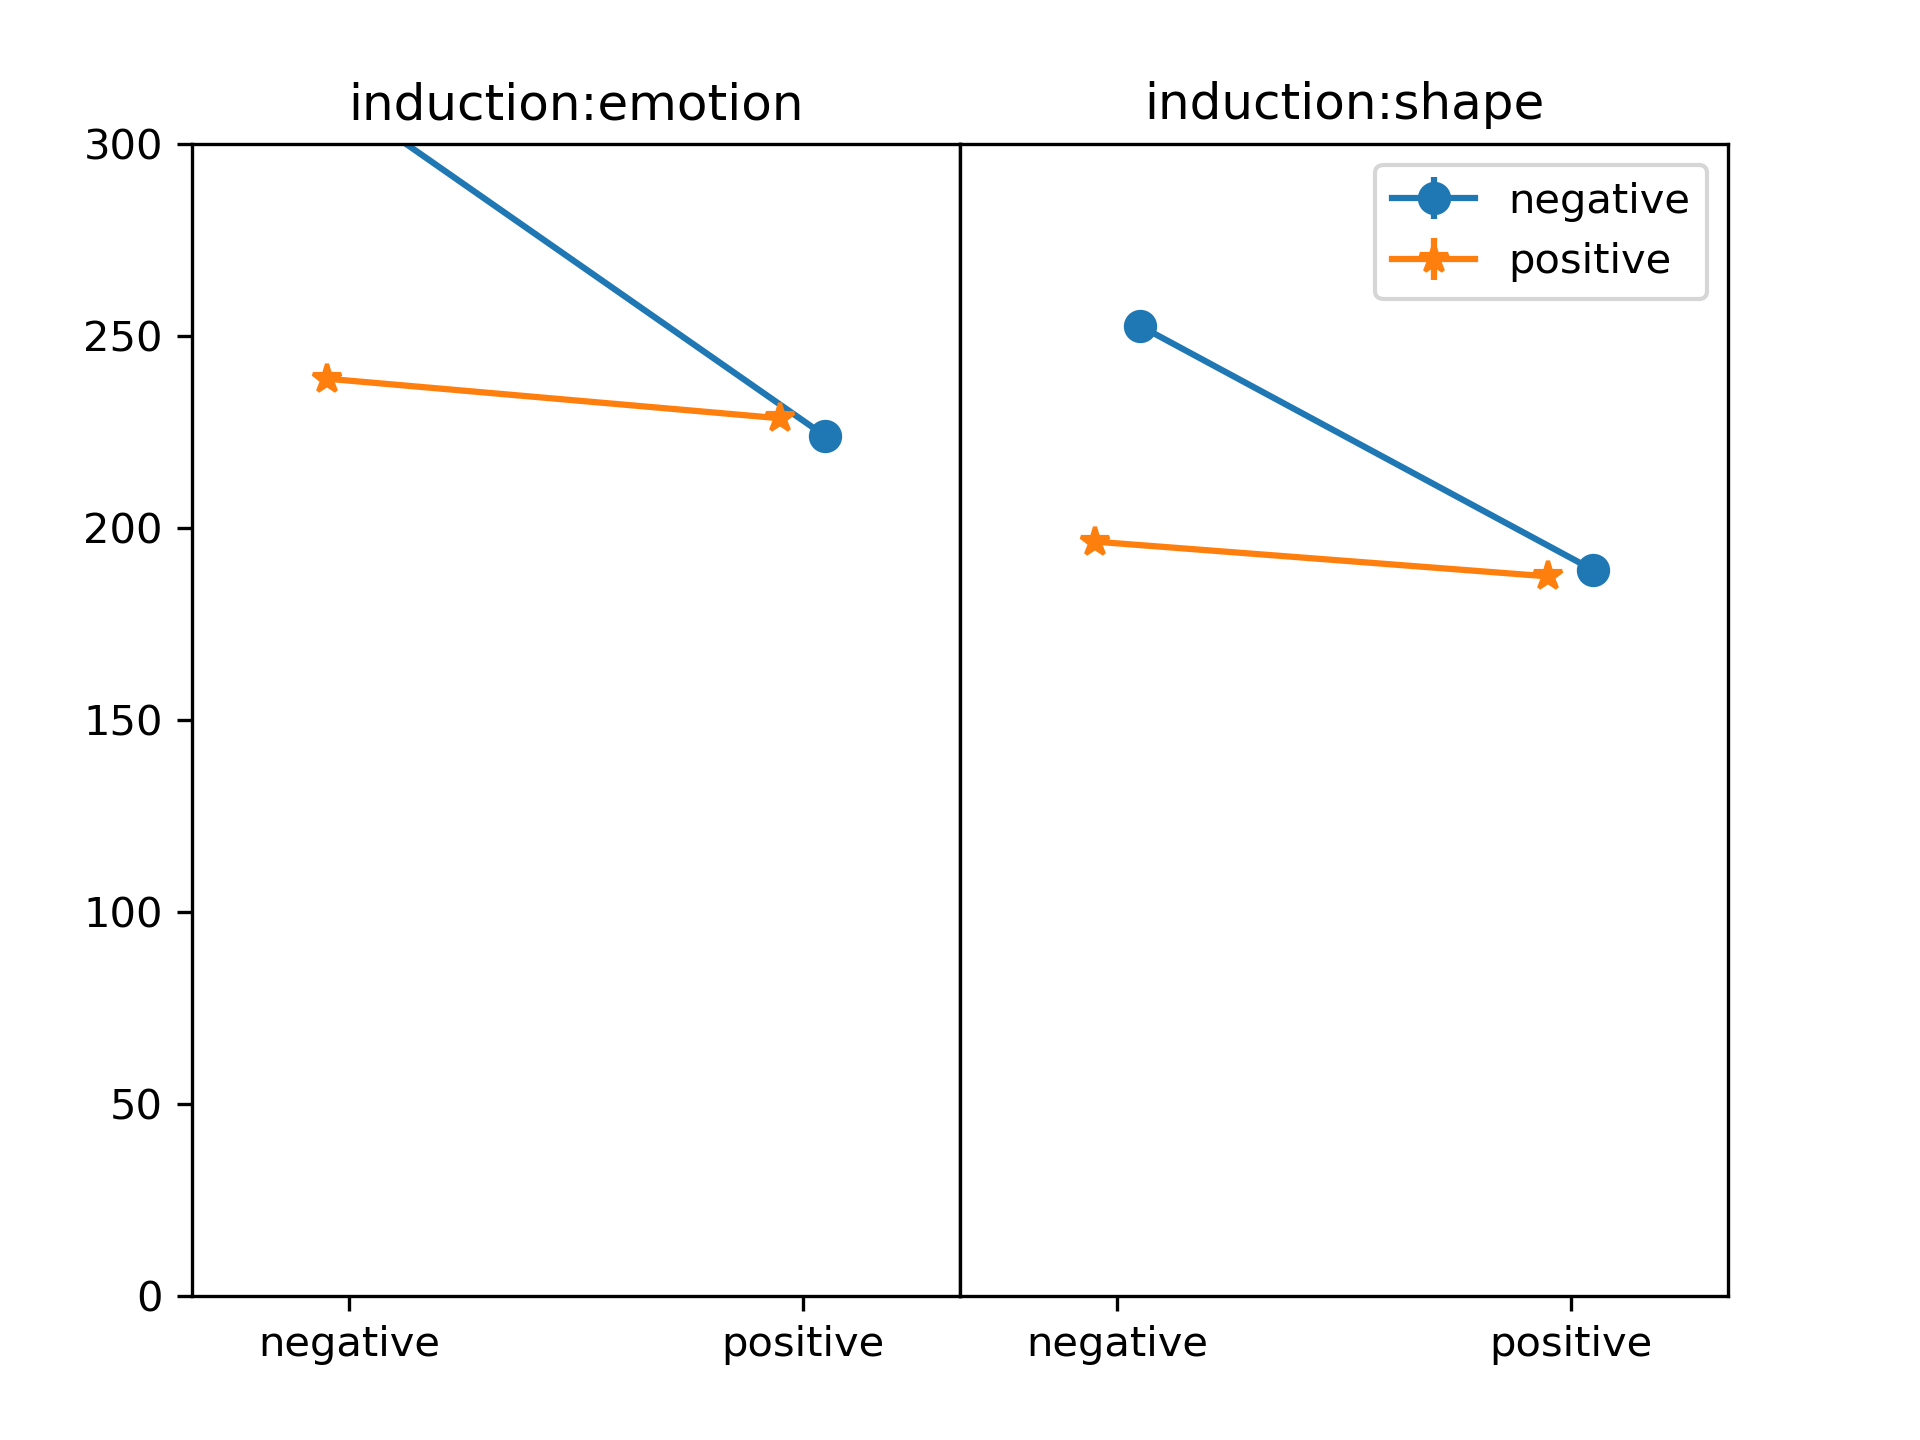 induction:emotion
induction:shape
300
250
200
150
100
50
0
negative
positive
negative
positive
negative
positive